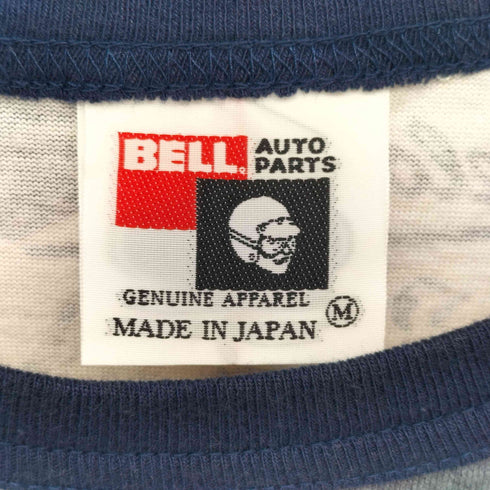 BELL. AUTO
PARTS
GENUINE APPAREL
MADE IN JAPAN M